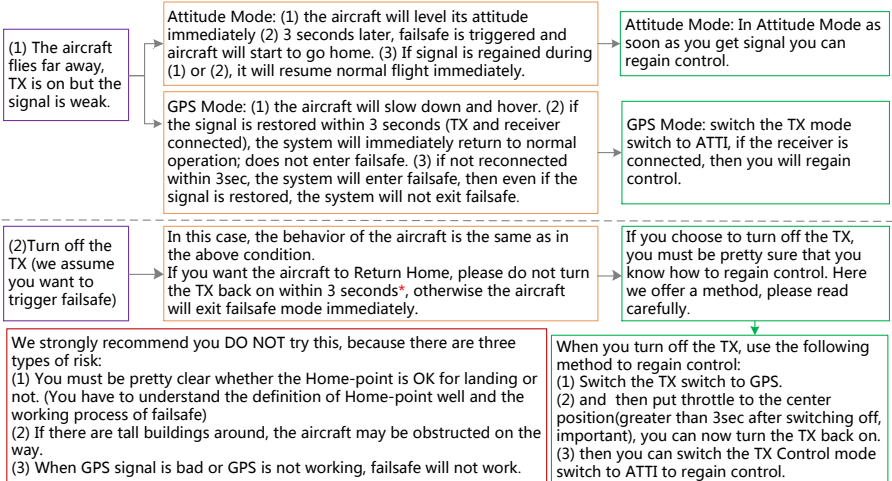 (1) The aircraft
flies far away,
TX is on but the
signal is weak.
Attitude Mode: (1) the aircraft will level its attitude
immediately (2) 3 seconds later, failsafe is triggered and
aircraft will start to go home. (3) If signal is regained during
(1) or (2), it will resume normal flight immediately.
Attitude Mode: In Attitude Mode as
soon as you get signal you can
regain control.
GPS Mode: (1) the aircraft will slow down and hover. (2) if
the signal is restored within 3 seconds (TX and receiver
connected), the system will immediately return to normal
operation; does not enter failsafe. (3) if not reconnected
within 3sec, the system will enter failsafe, then even if the
signal is restored, the system will not exit failsafe.
GPS Mode: switch the TX mode
switch to ATTI, if the receiver is
connected, then you will regain
control.
(2)Turn off the
TX (we assume
you want to
trigger failsafe)
In this case, the behavior of the aircraft is the same as in
the above condition.
If you want the aircraft to Return Home, please do not turn
the TX back on within 3 seconds*, otherwise the aircraft
will exit failsafe mode immediately.
If you choose to turn off the TX,
you must be pretty sure that you
know how to regain control. Here
we offer a method, please read
carefully.
We strongly recommend you DO NOT try this, because there are three
types of risk:
(1) You must be pretty clear whether the Home-point is OK for landing or
not. (You have to understand the definition of Home-point well and the
working process of failsafe)
(2) If there are tall buildings around, the aircraft may be obstructed on the
way.
(3) When GPS signal is bad or GPS is not working, failsafe will not work.
When you turn off the TX, use the following
method to regain control:
(1) Switch the TX switch to GPS.
(2) and then put throttle to the center
position(greater than 3sec after switching off,
important), you can now turn the TX back on.
(3) then you can switch the TX Control mode
switch to ATTI to regain control.